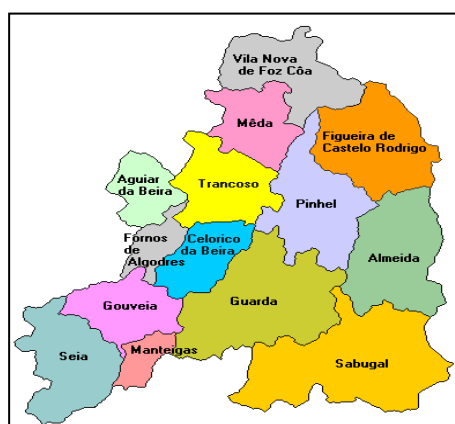 Vila Nova
de Foz Côa
Mêda
Figueira de
Castelo Rodrigo
Aguiar
da Beira
Trancoso
Pinhel
Fornos
de
Algodres
Celorico
da Beira
Almeida
Gouveia
Guarda
Seia
Manteigas
Sabugal